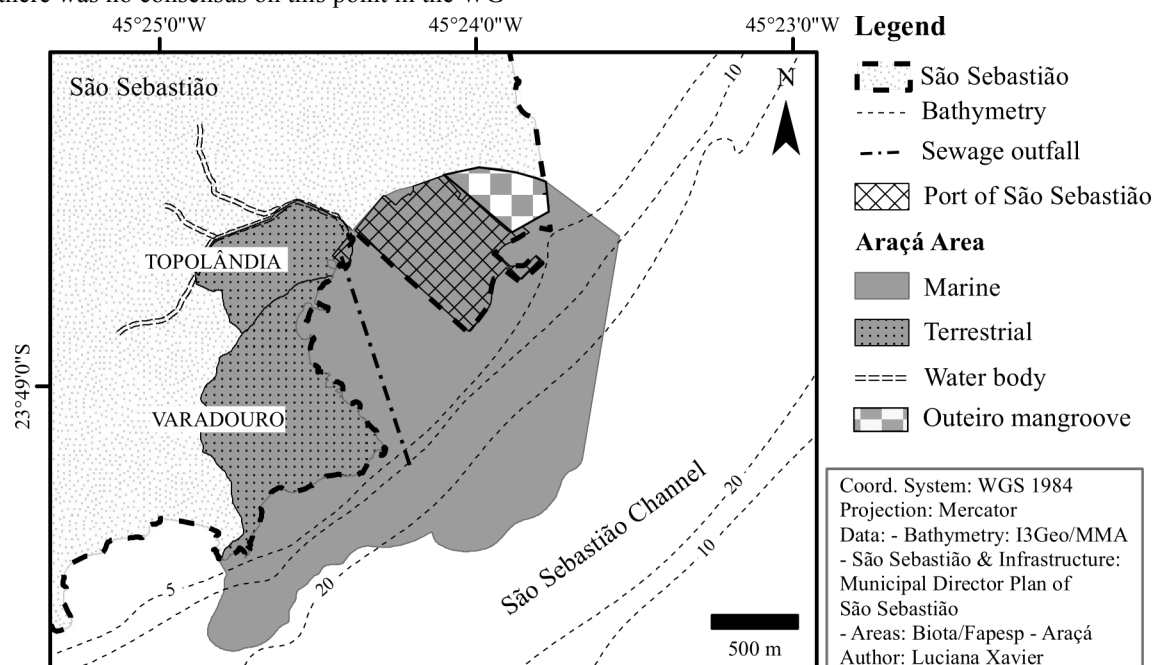 there was no consensus on this point in the WG
45°25'0"W
45°24'0"W
45°23'0"W
Legend
São Sebastião
Bathymetry
Sewage outfall
Port of São Sebastião
Araçá Area
Marine
Terrestrial
Water body
Outeiro mangroove
São Sebastião
10
N
TOPOLÂNDIA
23°49'0"S
VARADOURO
5
20
São Sebastião Channel
20
10
500 m
Coord. System: WGS 1984
Projection: Mercator
Data: - Bathymetry: I3Geo/MMA
- São Sebastião & Infrastructure:
Municipal Director Plan of
São Sebastião
- Areas: Biota/Fapesp - Araçá
Author: Luciana Xavier